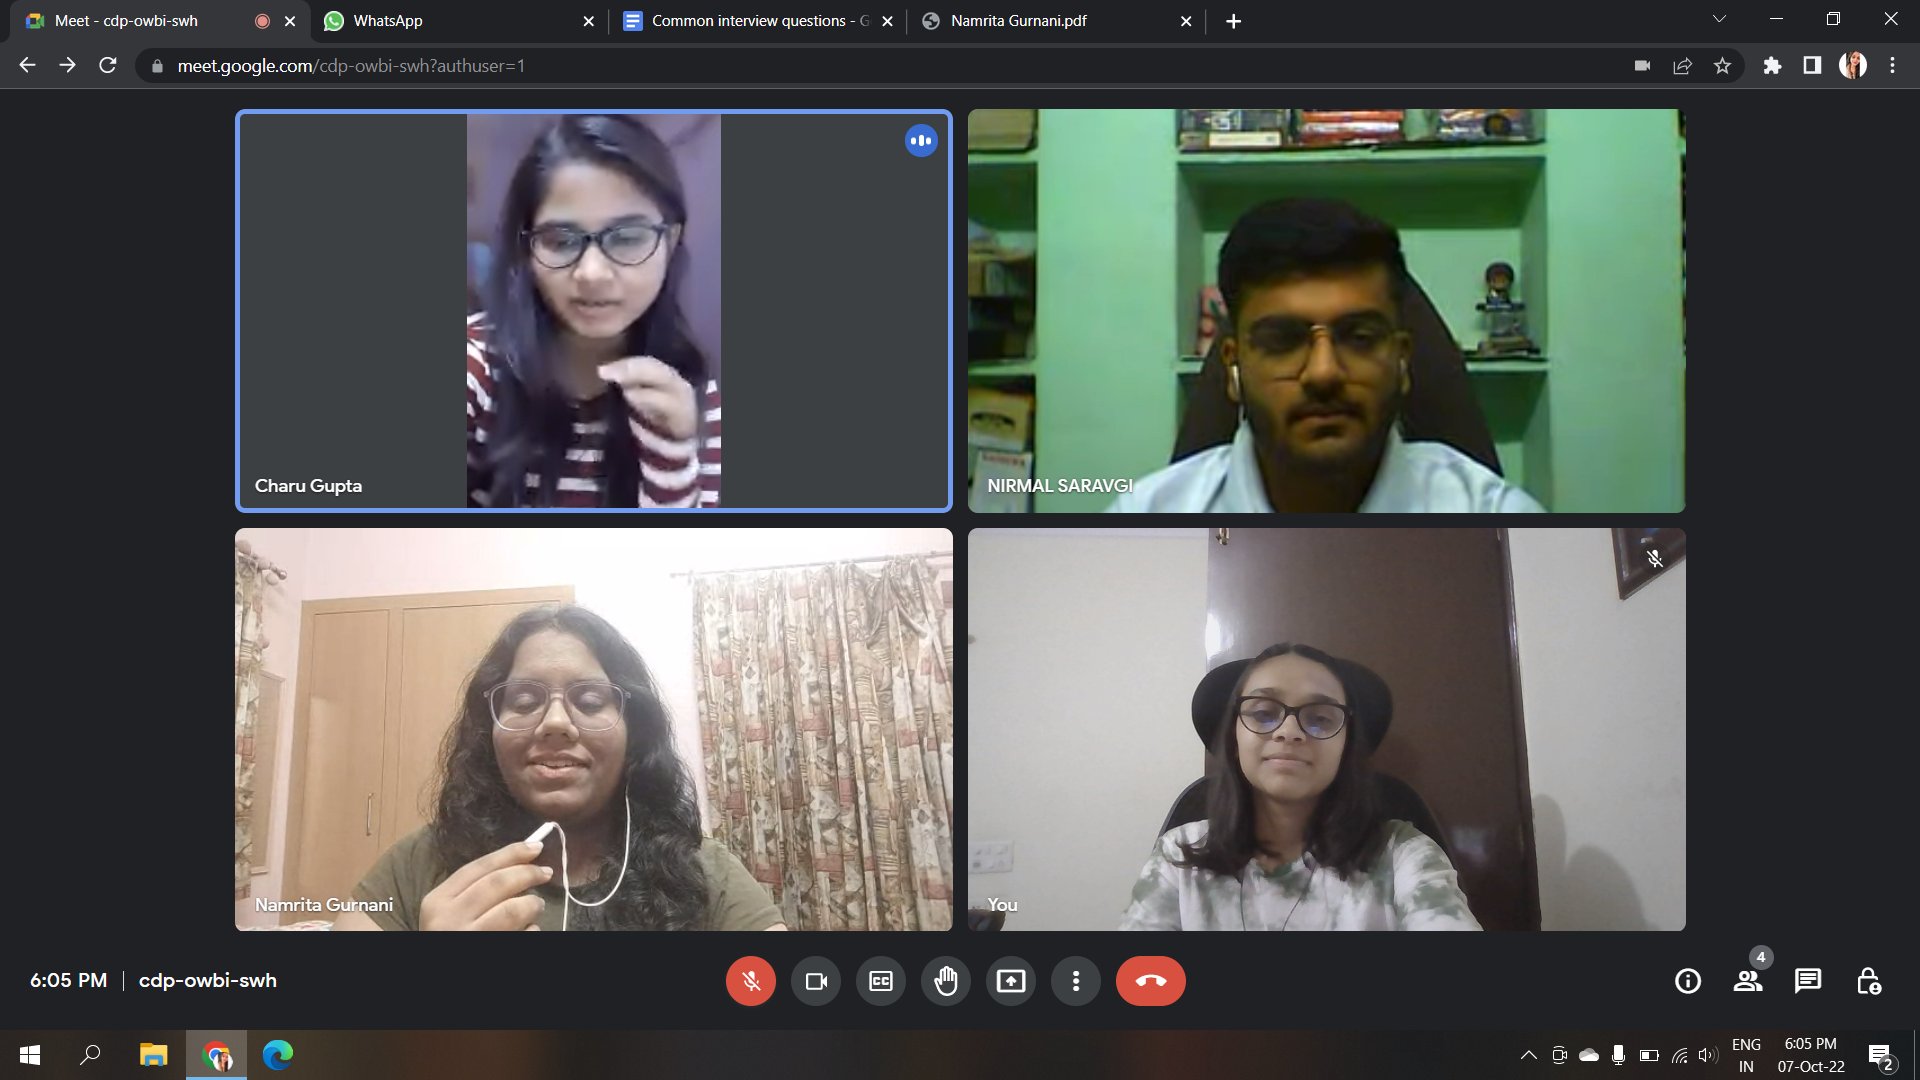 Meet - cdp-owbi-swh
WhatsApp
Common interview questions - G
Namrita Gurnani.pdf
meet.google.com/cdp-owbi-swh?authuser=1
Charu Gupta
NIRMAL SARAVGI
Namrita Gurnani
You
6:05 PM
cdp-owbi-swh
CC
4
ENG
IN
6:05 PM
07-Oct-22
2